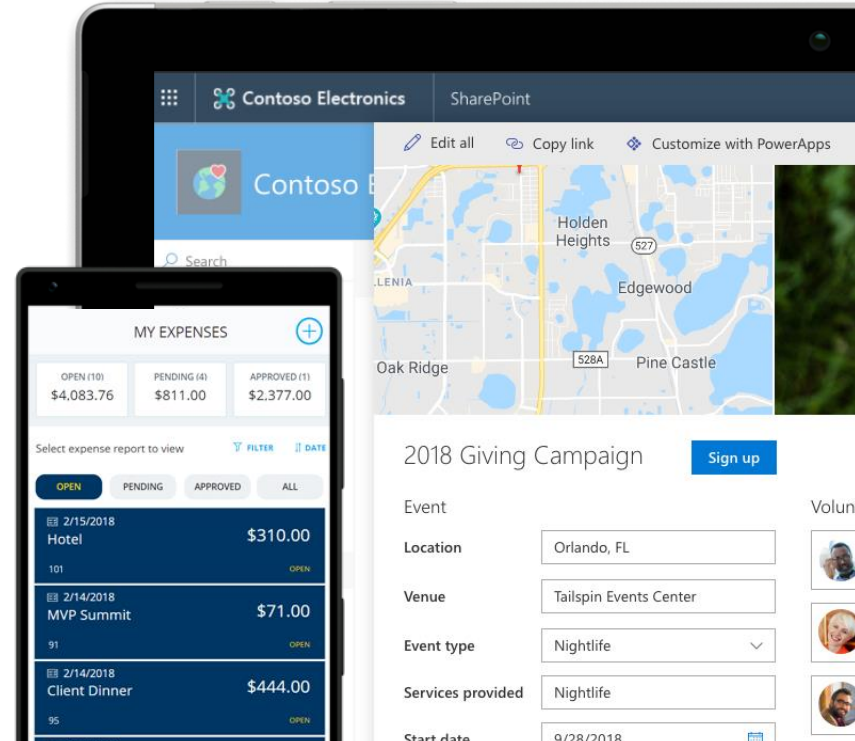 Contoso Electronics
SharePoint
Edit all
Copy link
Customize with PowerApps
Contoso
Search
Holden
Heights
527
Edgewood
Oak Ridge
528A
Pine Castle
2018 Giving Campaign
Sign up
Event
Location
Orlando, FL
Venue
Tailspin Events Center
Event type
Nightlife
Services provided
Nightlife
Start date
9/28/2018
MY EXPENSES
OPEN (10)
$4,083.76
PENDING (4)
$811.00
APPROVED (1)
$2,377.00
Select expense report to view
FILTER
DATE
OPEN
PENDING
APPROVED
ALL
2/15/2018
Hotel
$310.00
101
OPEN
2/14/2018
MVP Summit
$71.00
91
OPEN
2/14/2018
Client Dinner
$444.00
95
OPEN